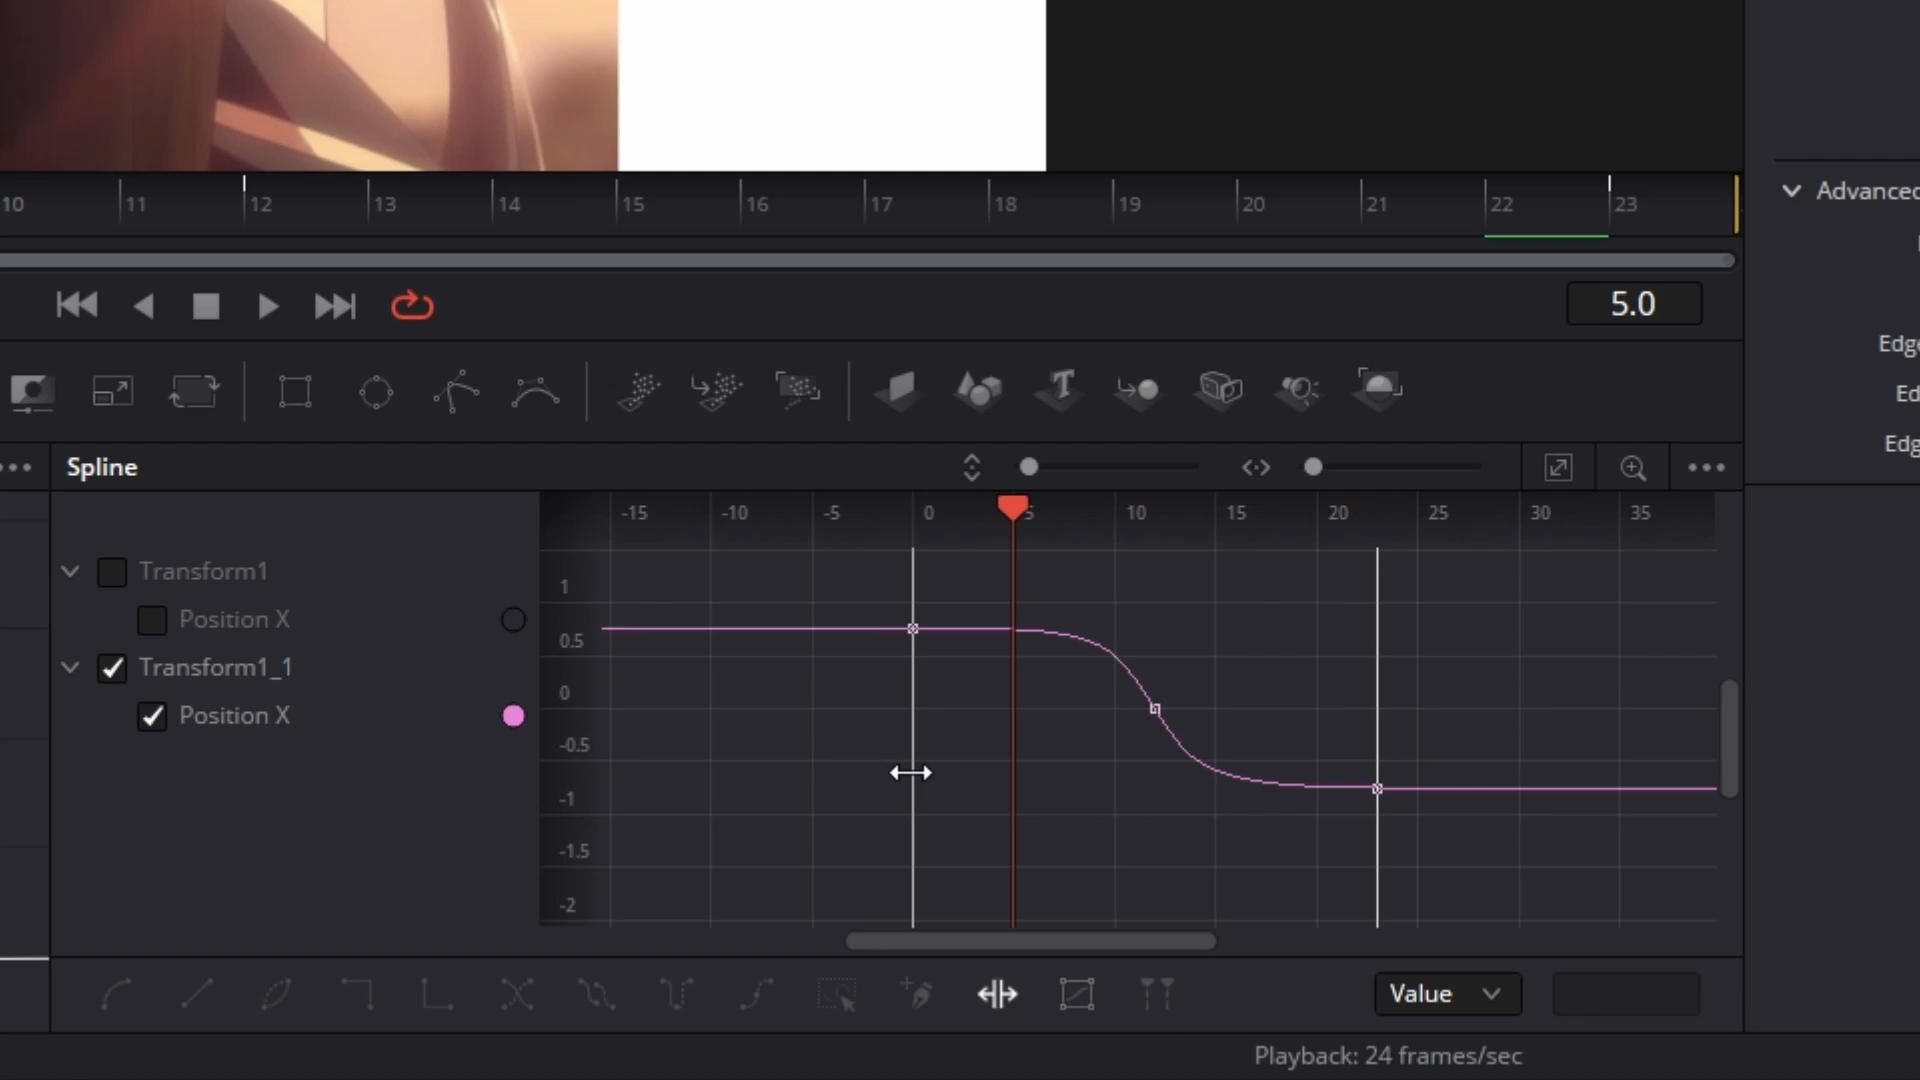 10 11 12 13 14 15 16 17 18 19 20 21 22 23
Advanced
5.0
Edge
Ed
Edg
Spline
-15 -10 -5 0 5 10 15 20 25 30 35
Transform1
Position X
Transform1_1
Position X
1
0.5
0
-0.5
-1
-1.5
-2
Value
Playback: 24 frames/sec